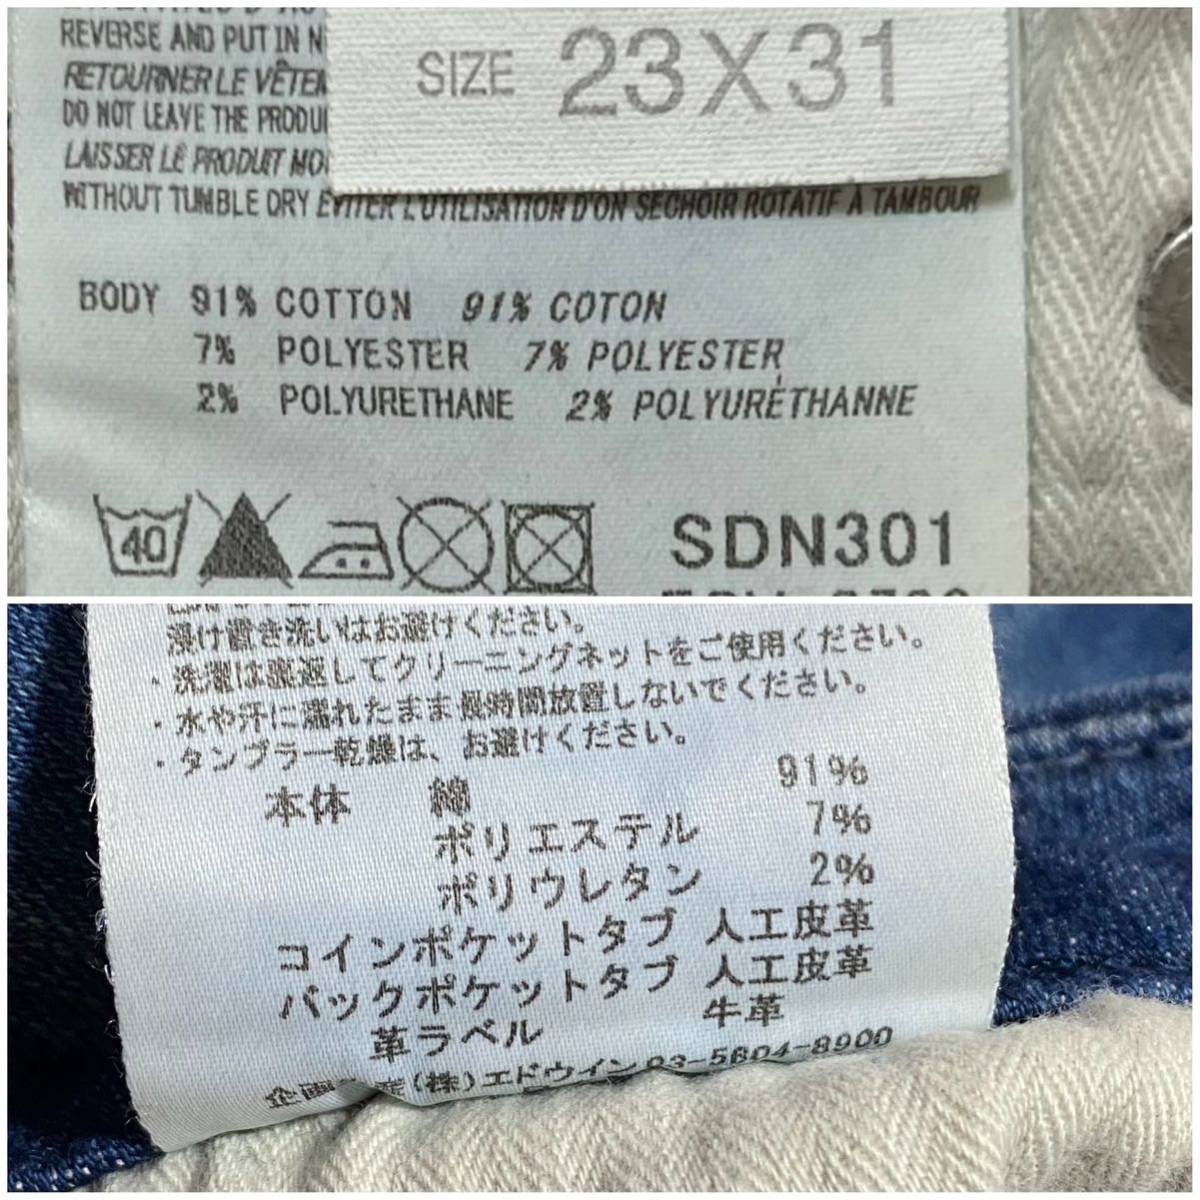 REVERSE AND PUT IN N
RETOURNER LE VÊTEM
DO NOT LEAVE THE PRODU
LAISSER LE PRODUIT MO
WITHOUT TUMBLE DRY EVITER L'UTILISATION D'ON SECHOIR ROTATIF À TAMBOUR
SIZE 23X31
BODY 91% COTTON 91% COTON
7% POLYESTER 7% POLYESTER
2% POLYURETHANE 2% POLYURÉTHANNE
40
SDN301
浸け置き洗いはお避けください。
・洗濯は裏返してクリーニングネットをご使用ください。
・水や汗に濡れたまま長時間放置しないでください。
・タンブラー乾燥は、お避けください。
本体 綿 91%
ポリエステル 7%
ポリウレタン 2%
コインポケットタブ 人工皮革
バックポケットタブ 人工皮革
革ラベル 牛革
(株)エドウイン 03-5604-8900